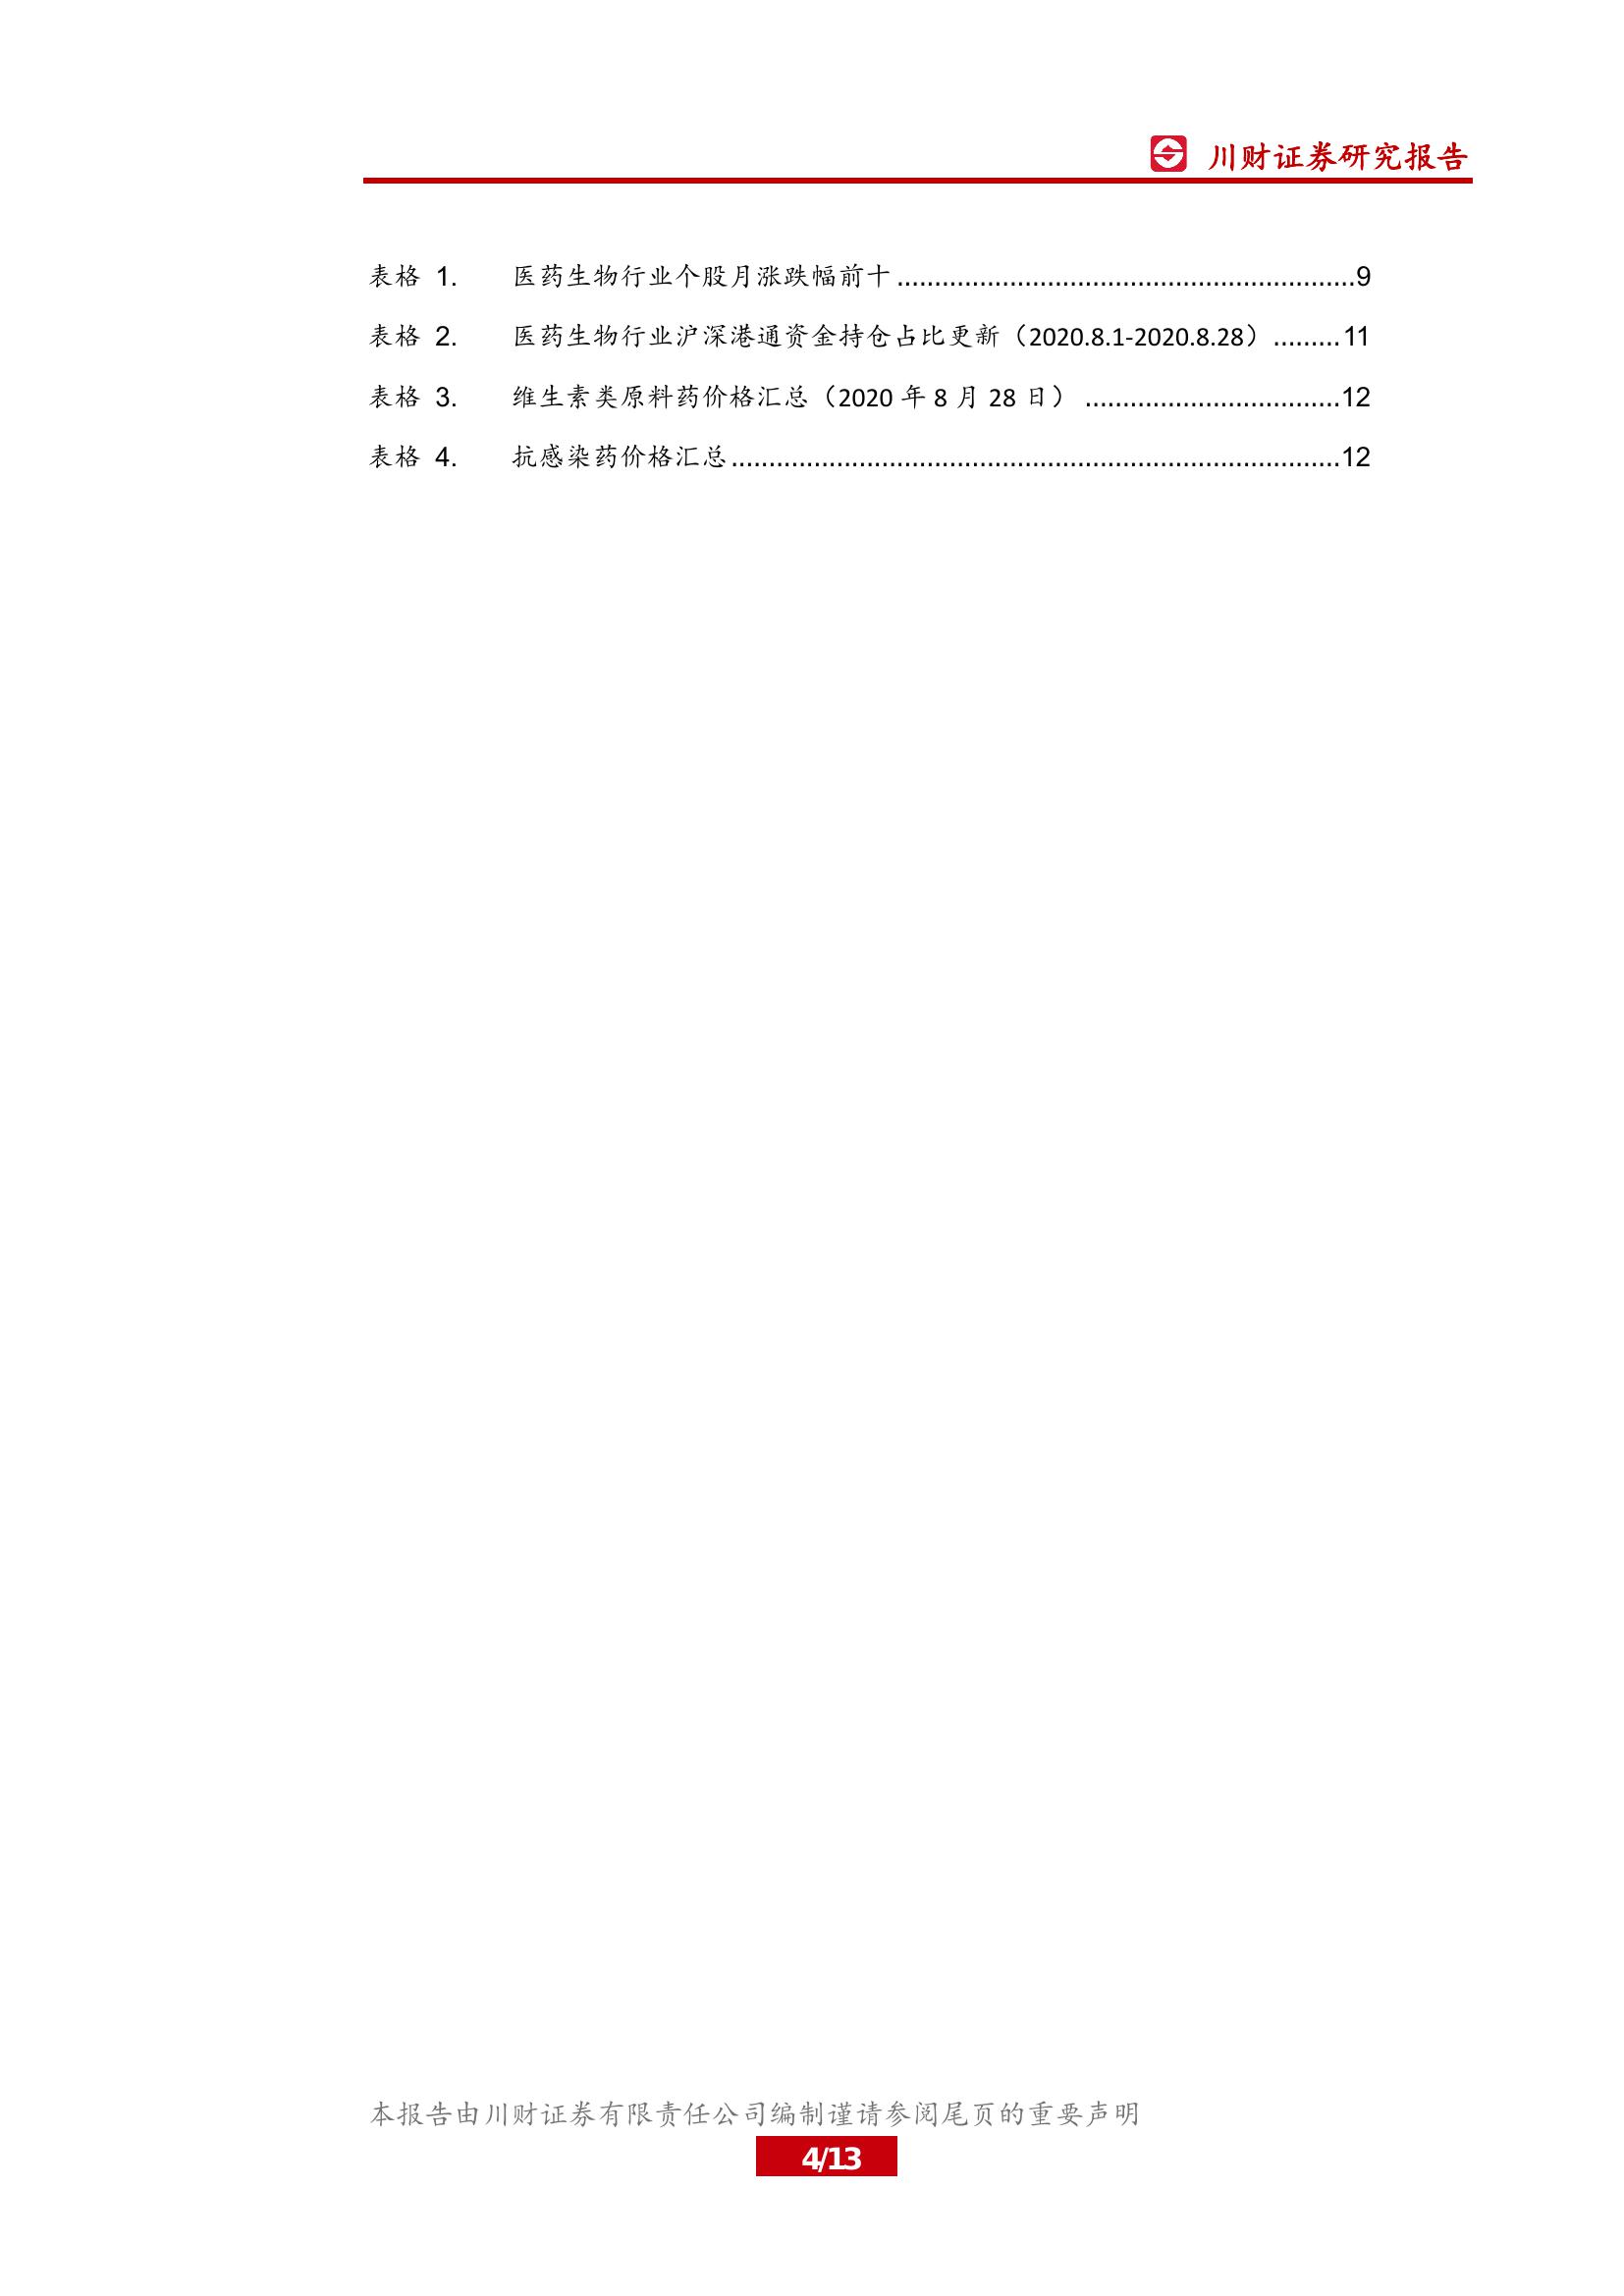 川财证券研究报告
表格 1. 医药生物行业个股月涨跌幅前十.............................................................9
表格 2. 医药生物行业沪深港通资金持仓占比更新（2020.8.1-2020.8.28）.........11
表格 3. 维生素类原料药价格汇总（2020 年 8 月 28 日）..................................12
表格 4. 抗感染药价格汇总.................................................................................12
本报告由川财证券有限责任公司编制谨请参阅尾页的重要声明
4/13